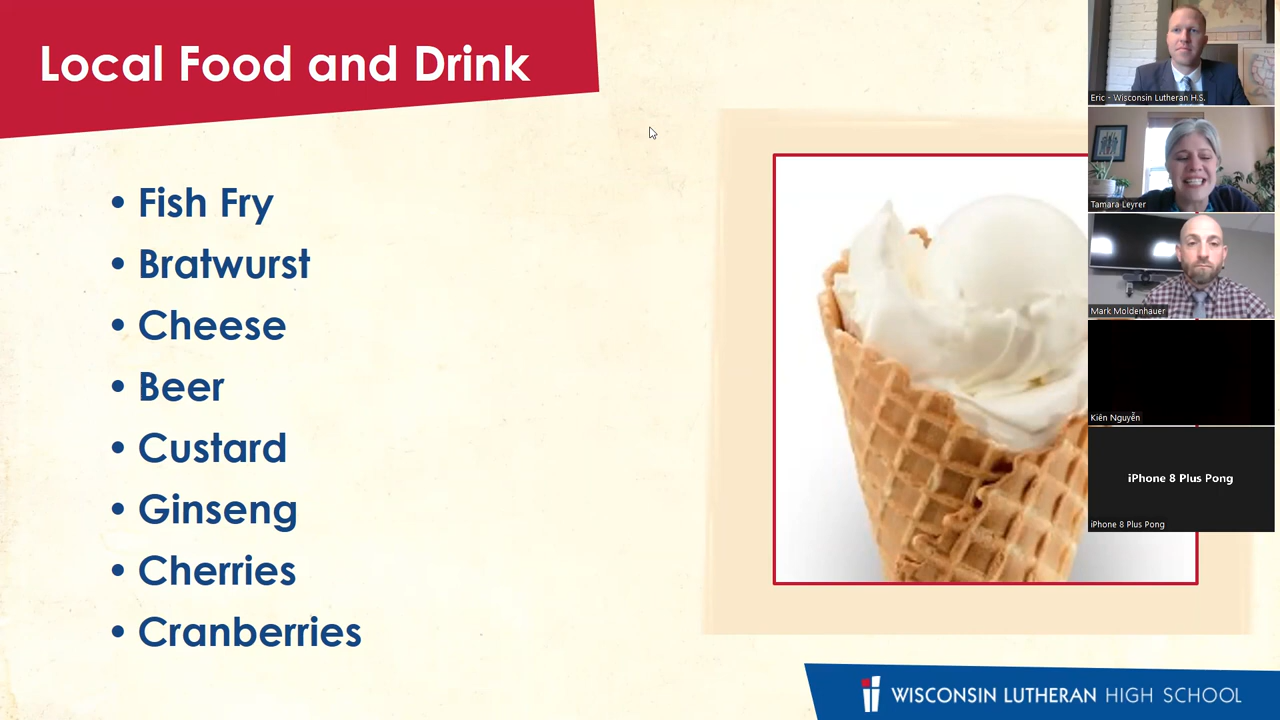 Local Food and Drink
• Fish Fry
• Bratwurst
• Cheese
• Beer
• Custard
• Ginseng
• Cherries
• Cranberries
Eric - Wisconsin Lutheran H.S.
Tamara Leyrer
Mark Moldenhauer
Kiên Nguyễn
iPhone 8 Plus Pong
iPhone 8 Plus Pong
WISCONSIN LUTHERAN HIGH SCHOOL